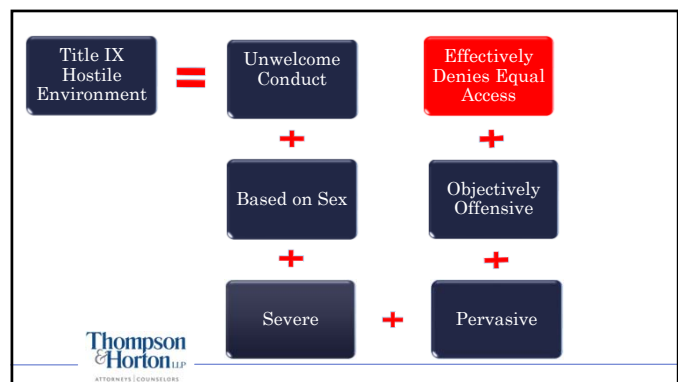 Title IX
Hostile
Environment
=
Unwelcome
Conduct
+
Based on Sex
+
Severe
+
Pervasive
+
Objectively
Offensive
+
Effectively
Denies Equal
Access
Thompson
& Horton LLP
ATTORNEYS | COUNSELORS